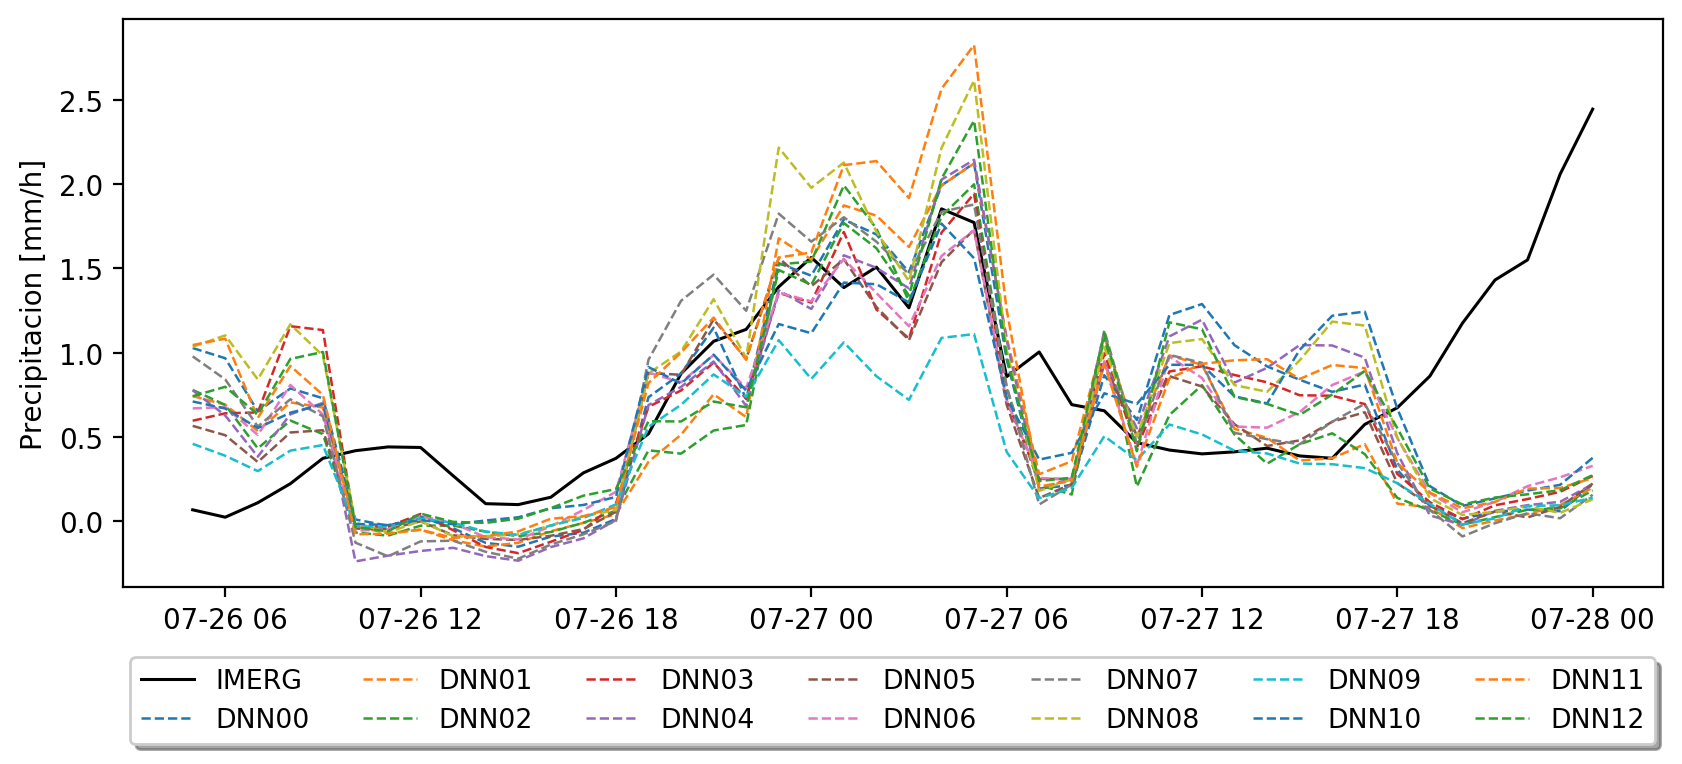 Precipitacion [mm/h]
2.5
2.0
1.5
1.0
0.5
0.0
07-26 06 07-26 12 07-26 18 07-27 00 07-27 06 07-27 12 07-27 18 07-28 00
IMERG DNN01 DNN03 DNN05 DNN07 DNN09 DNN11
DNN00 DNN02 DNN04 DNN06 DNN08 DNN10 DNN12